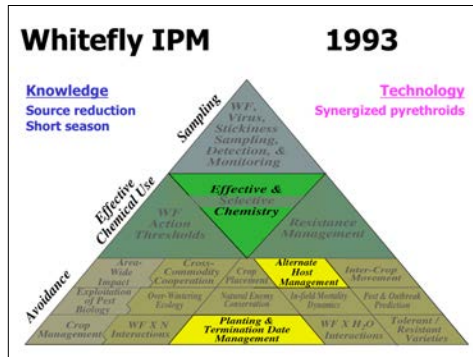 Whitefly IPM 1993
Knowledge
Source reduction
Short season
Technology
Synergized pyrethroids
Sampling
WF,
Virus,
Stickiness
Sampling,
Detection, &
Monitoring
Effective
Chemical Use
WF
Action
Thresholds
Effective &
Selective
Chemistry
Resistance
Management
Avoidance
Area-
Wide
Impact
Cross-
Commodity
Cooperation
Crop
Placement
Alternate
Host
Management
Inter-Crop
Movement
Exploitation
of Pest
Biology
Over-Wintering
Ecology
Natural Enemy
Conservation
In-field Mortality
Dynamics
Pest & Outbreak
Prediction
Crop
Management
WF X N
Interactions
Planting &
Termination Date
Management
WF X H₂O
Interactions
Tolerant /
Resistant
Varieties